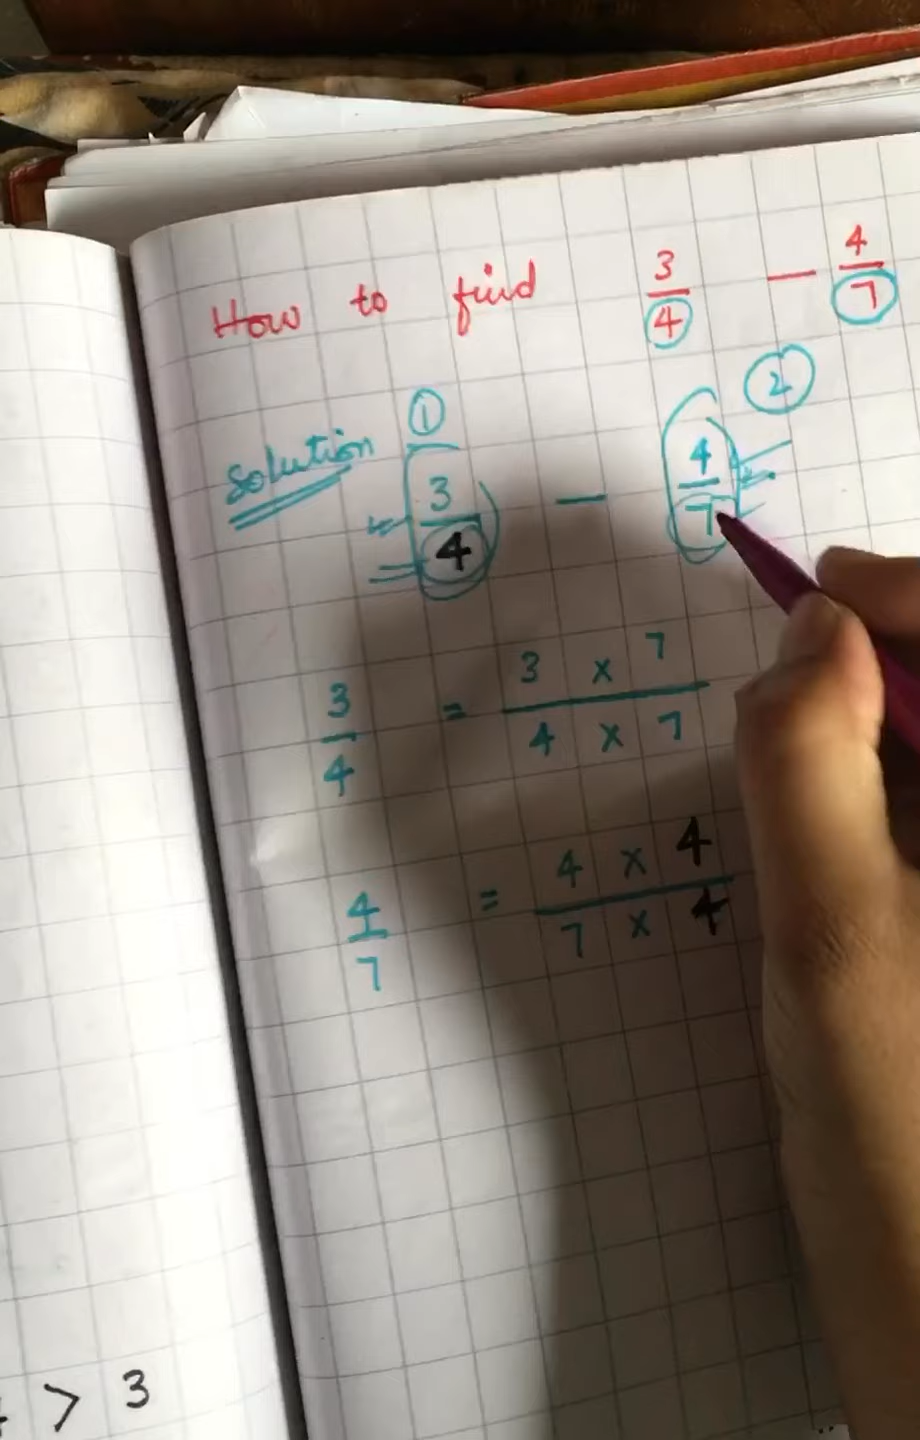 How to find 3/4 — 4/7
① ②
Solution 3/4 — 4/7
3/4 = 3 x 7 / 4 x 7
4/7 = 4 x 4 / 7 x 4
> 3